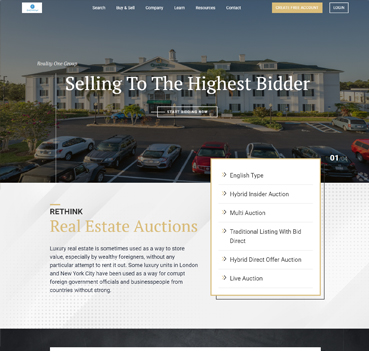 Search Buy & Sell Company Learn Resources Contact CREATE FREE ACCOUNT LOGIN
Realty One Group
Selling To The Highest Bidder
START BIDDING NOW
01
RETHINK
Real Estate Auctions
Luxury real estate is sometimes used as a way to store
value, especially by wealthy foreigners, without any
particular attempt to rent it out. Some luxury units in London
and New York City have been used as a way for corrupt
foreign government officials and businesspeople from
countries without strong.
English Type
Hybrid Insider Auction
Multi Auction
Traditional Listing With Bid
Direct
Hybrid Direct Offer Auction
Live Auction